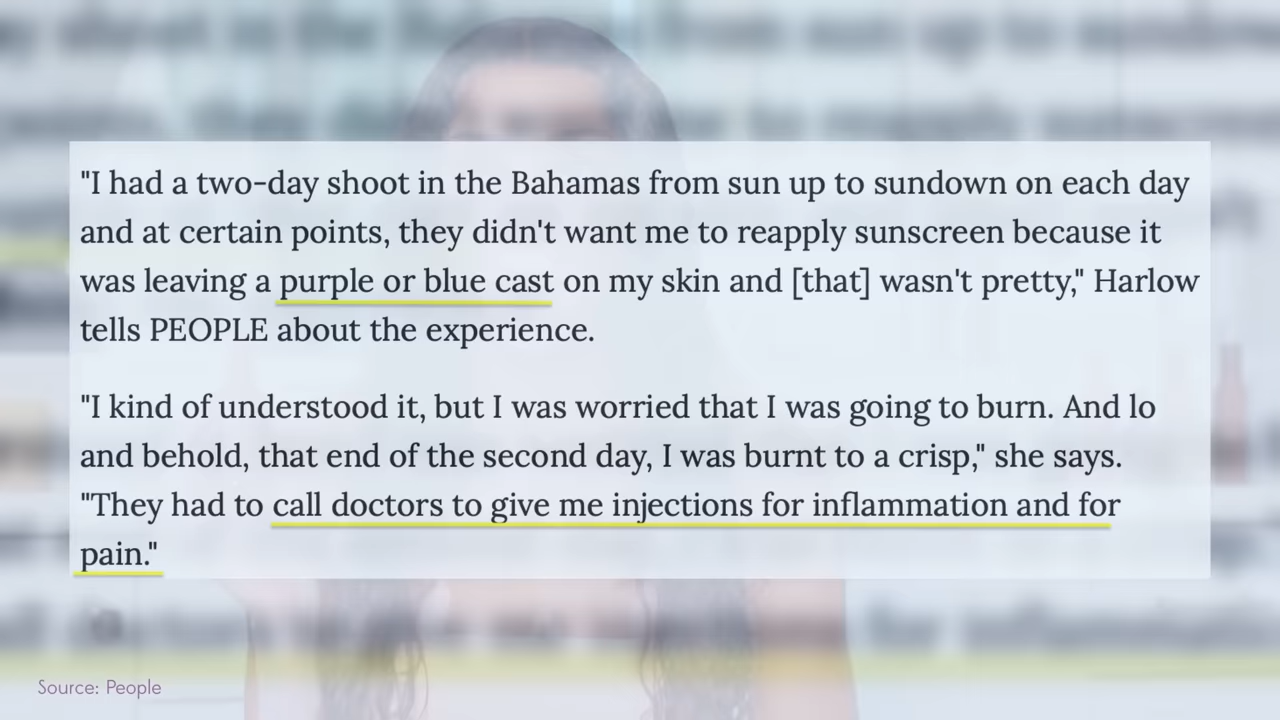 "I had a two-day shoot in the Bahamas from sun up to sundown on each day
and at certain points, they didn't want me to reapply sunscreen because it
was leaving a purple or blue cast on my skin and [that] wasn't pretty," Harlow
tells PEOPLE about the experience.
"I kind of understood it, but I was worried that I was going to burn. And lo
and behold, that end of the second day, I was burnt to a crisp," she says.
"They had to call doctors to give me injections for inflammation and for
pain."
Source: People